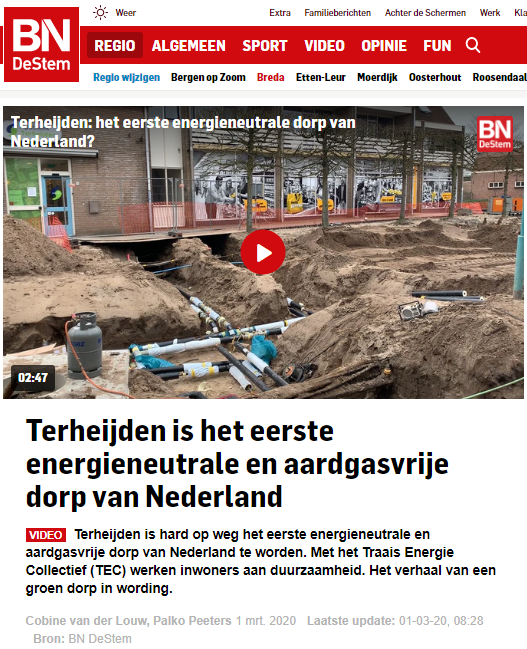 Weer Extra Familieberichten Achter de Schermen Werk
BN
DeStem
REGIO ALGEMEEN SPORT VIDEO OPINIE FUN
Regio wijzigen Bergen op Zoom Breda Etten-Leur Moerdijk Oosterhout Roosendaal
Terheijden: het eerste energieneutrale dorp van
Nederland?
BN
DeStem
02:47
Terheijden is het eerste
energieneutrale en aardgasvrije
dorp van Nederland
VIDEO Terheijden is hard op weg het eerste energieneutrale en
aardgasvrije dorp van Nederland te worden. Met het Traais Energie
Collectief (TEC) werken inwoners aan duurzaamheid. Het verhaal van een
groen dorp in wording.
Cobine van der Louw, Palko Peeters 1 mrt. 2020 Laatste update: 01-03-20, 08:28
Bron: BN DeStem